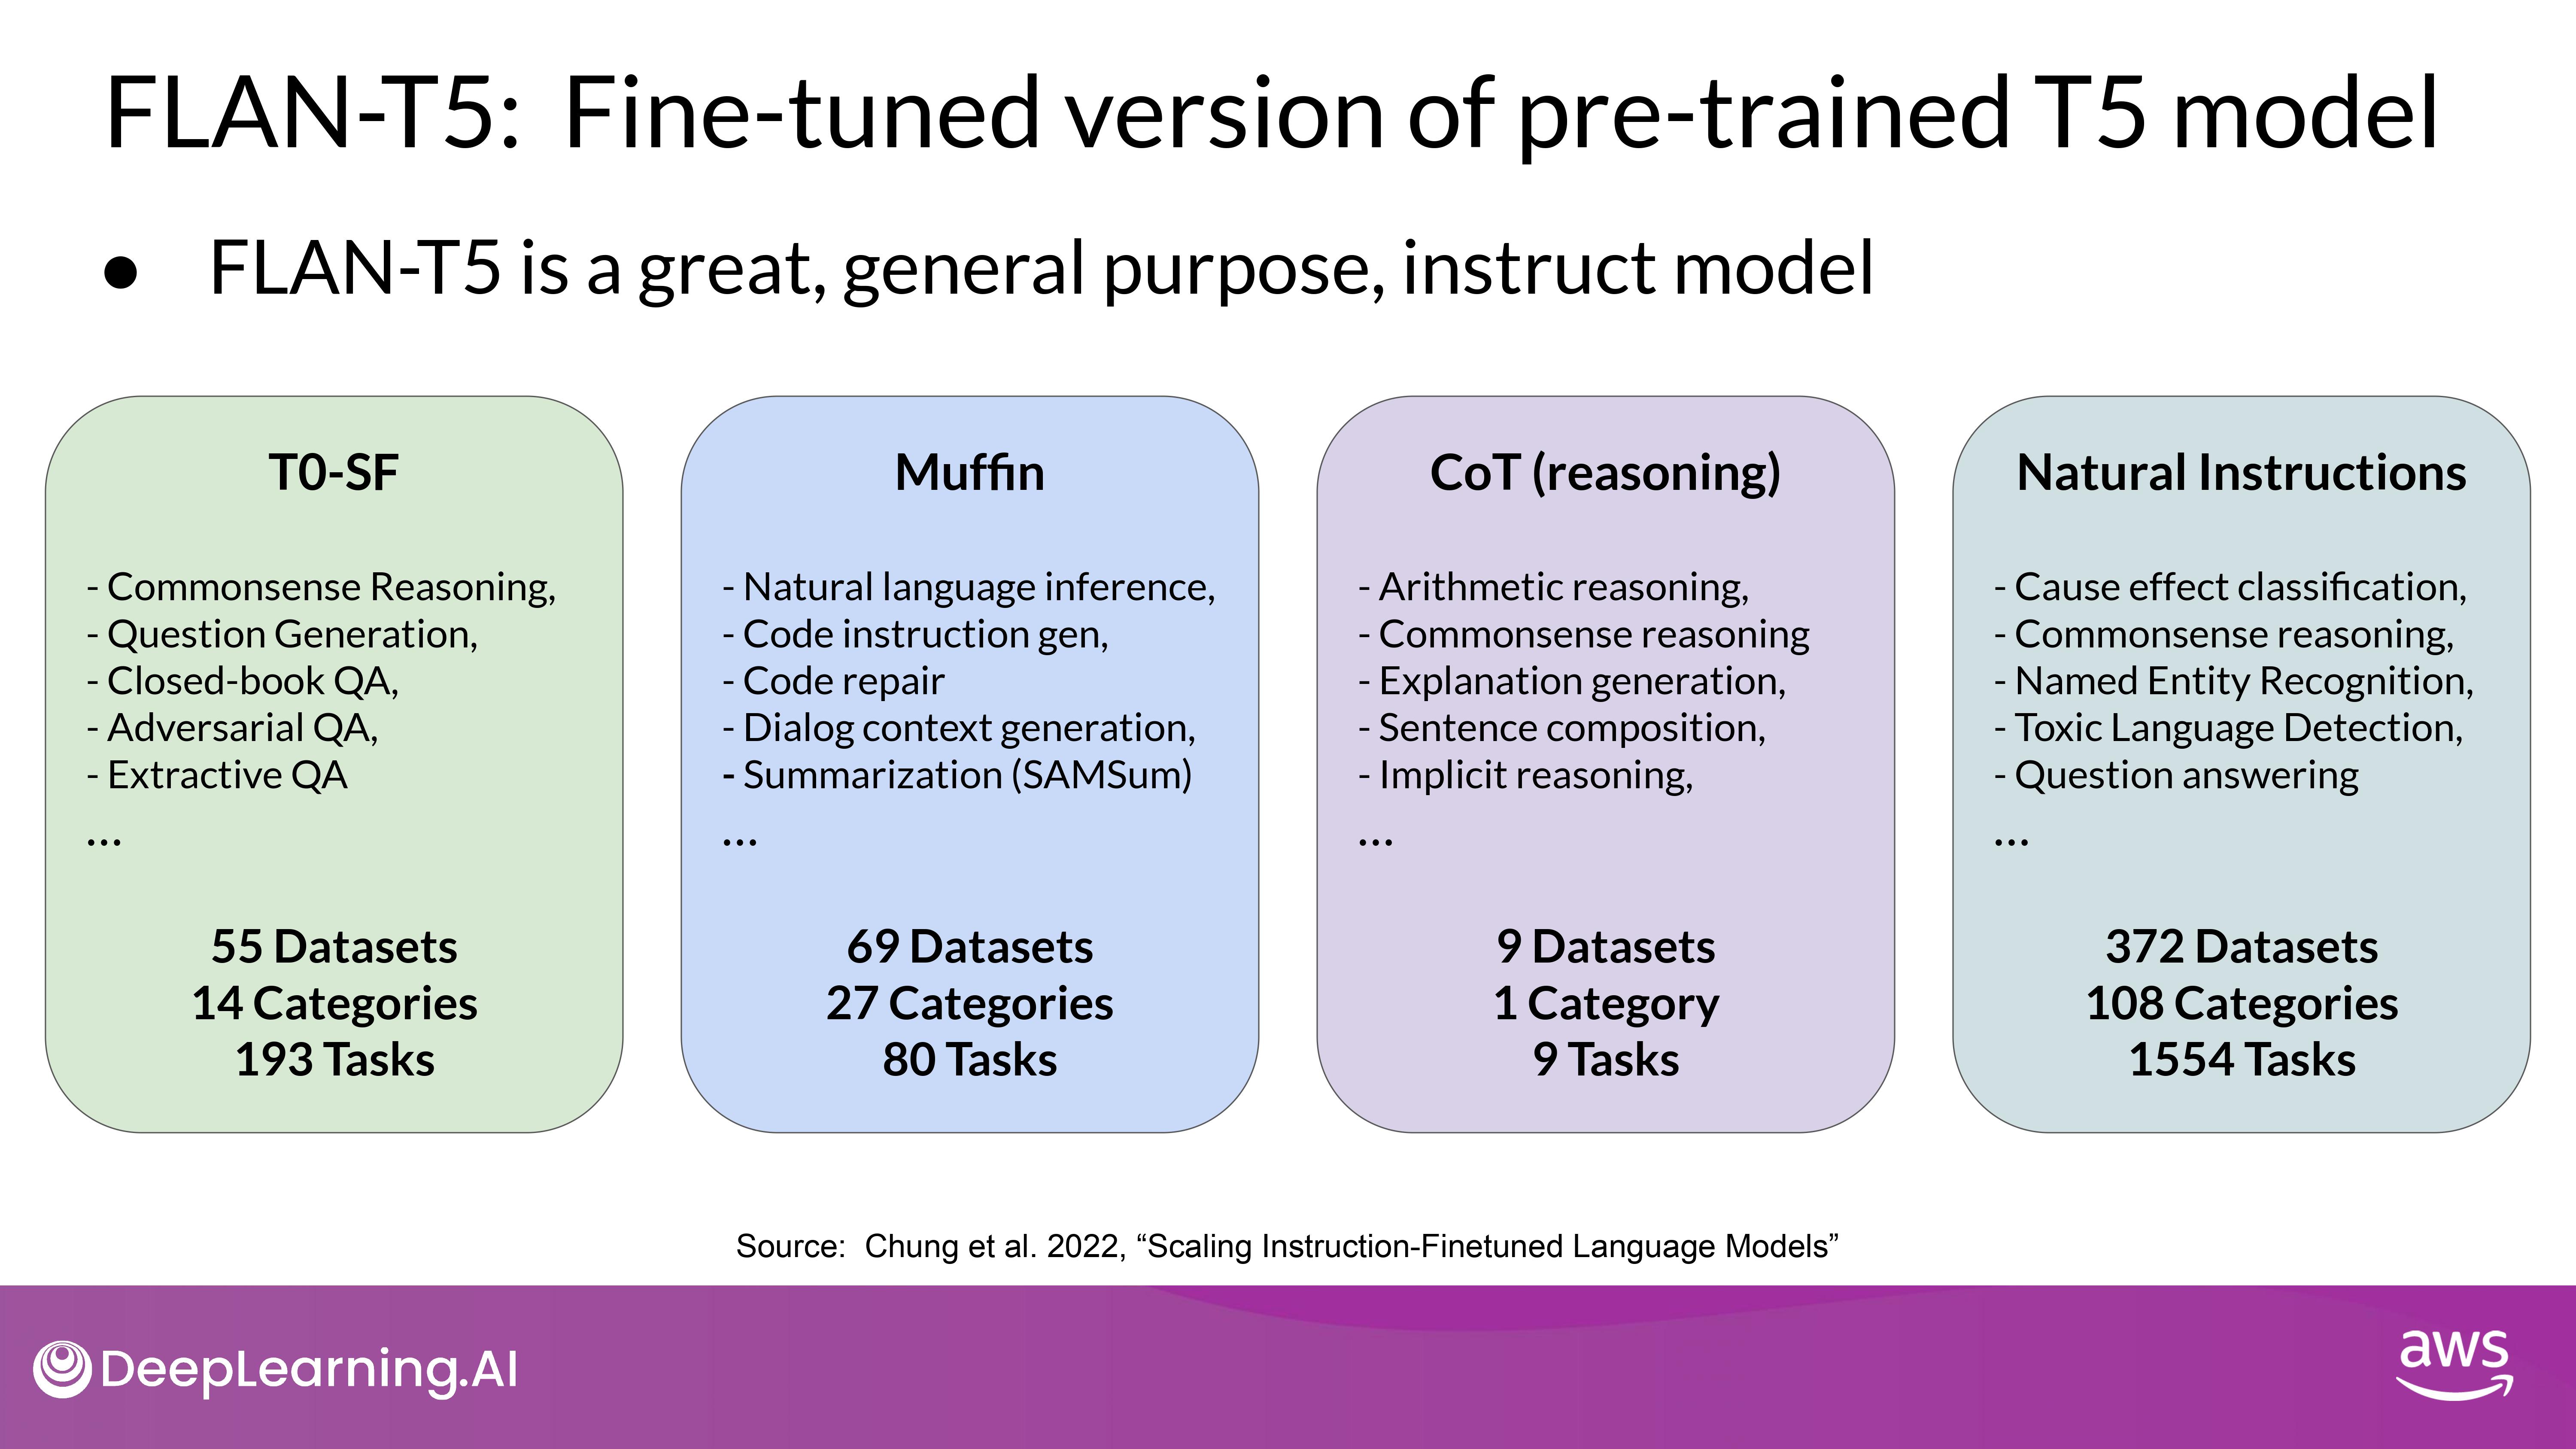 FLAN-T5: Fine-tuned version of pre-trained T5 model
● FLAN-T5 is a great, general purpose, instruct model
T0-SF
- Commonsense Reasoning,
- Question Generation,
- Closed-book QA,
- Adversarial QA,
- Extractive QA
...
55 Datasets
14 Categories
193 Tasks
Muffin
- Natural language inference,
- Code instruction gen,
- Code repair
- Dialog context generation,
- Summarization (SAMSum)
...
69 Datasets
27 Categories
80 Tasks
CoT (reasoning)
- Arithmetic reasoning,
- Commonsense reasoning
- Explanation generation,
- Sentence composition,
- Implicit reasoning,
...
9 Datasets
1 Category
9 Tasks
Natural Instructions
- Cause effect classification,
- Commonsense reasoning,
- Named Entity Recognition,
- Toxic Language Detection,
- Question answering
...
372 Datasets
108 Categories
1554 Tasks
Source: Chung et al. 2022, “Scaling Instruction-Finetuned Language Models”
DeepLearning.AI
aws